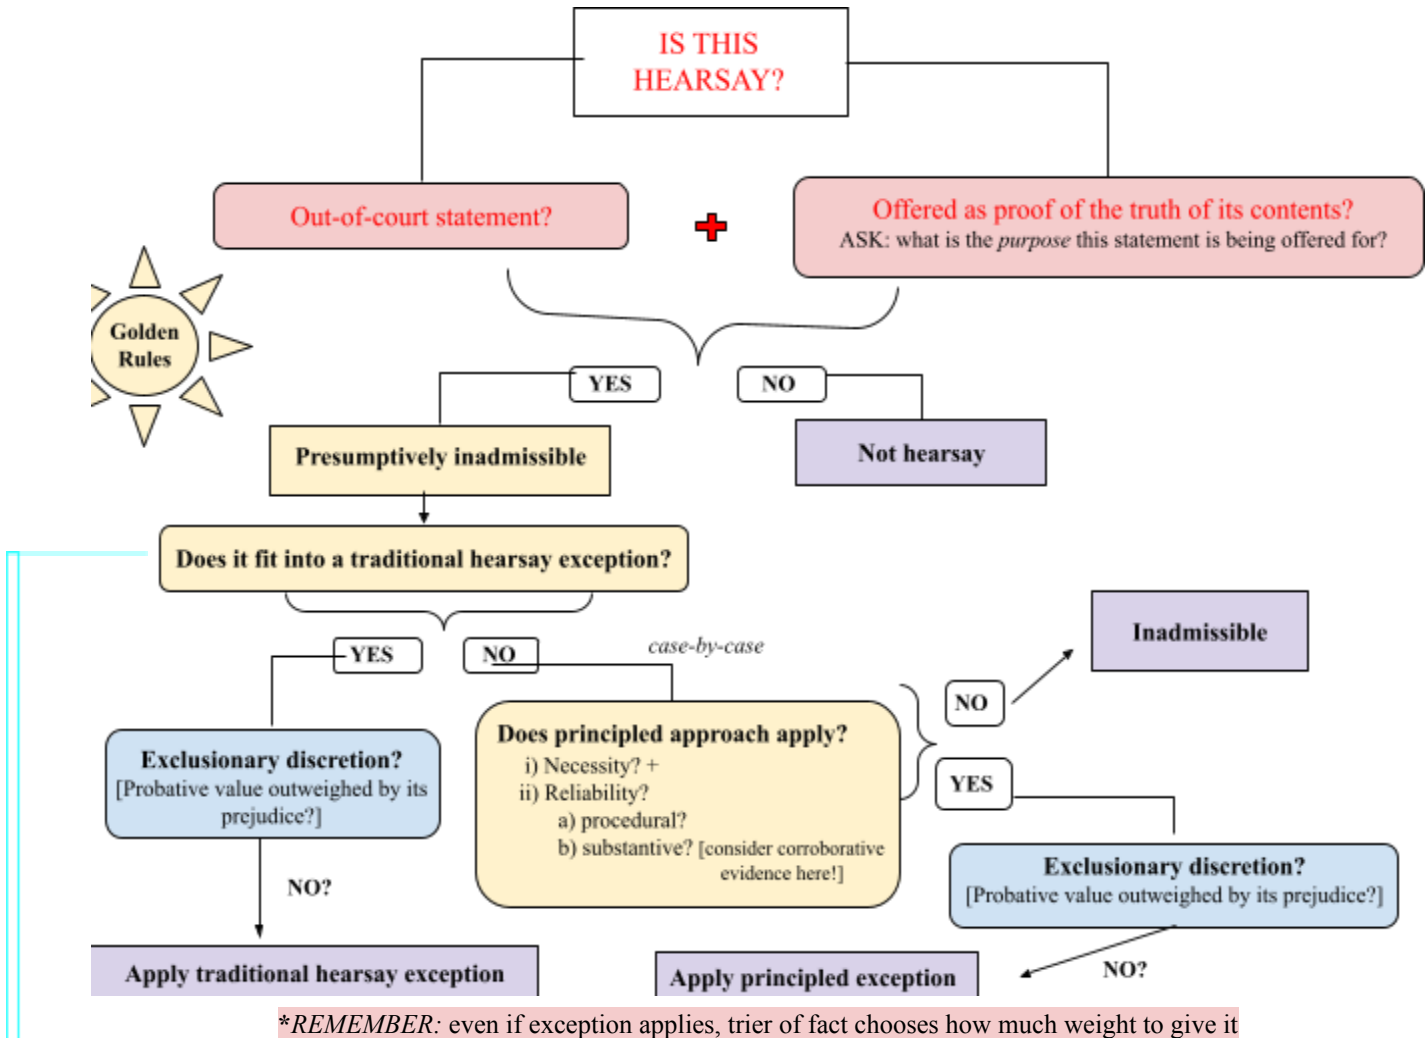 IS THIS
HEARSAY?
Out-of-court statement?
Offered as proof of the truth of its contents?
ASK: what is the purpose this statement is being offered for?
Golden
Rules
YES
NO
Presumptively inadmissible
Not hearsay
Does it fit into a traditional hearsay exception?
YES
NO
case-by-case
Inadmissible
NO
YES
Exclusionary discretion?
[Probative value outweighed by its
prejudice?]
Does principled approach apply?
i) Necessity? +
ii) Reliability?
a) procedural?
b) substantive? [consider corroborative
evidence here!]
Exclusionary discretion?
[Probative value outweighed by its prejudice?]
NO?
NO?
Apply traditional hearsay exception
Apply principled exception
*REMEMBER: even if exception applies, trier of fact chooses how much weight to give it